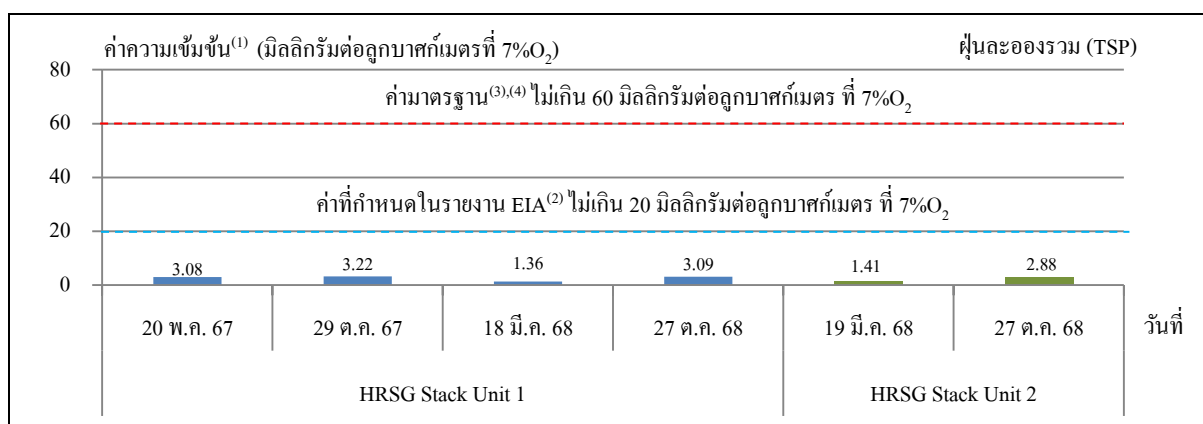 ค่าความเข้มข้น(1) (มิลลิกรัมต่อลูกบาศก์เมตรที่ 7%O2) ฝุ่นละอองรวม (TSP)
80
ค่ามาตรฐาน(3),(4) ไม่เกิน 60 มิลลิกรัมต่อลูกบาศก์เมตร ที่ 7%O2
60
40
ค่าที่กำหนดในรายงาน EIA(2) ไม่เกิน 20 มิลลิกรัมต่อลูกบาศก์เมตร ที่ 7%O2
20
3.08 3.22 1.36 3.09 1.41 2.88
0
20 พ.ค. 67 29 ต.ค. 67 18 มี.ค. 68 27 ต.ค. 68 19 มี.ค. 68 27 ต.ค. 68 วันที่
HRSG Stack Unit 1 HRSG Stack Unit 2